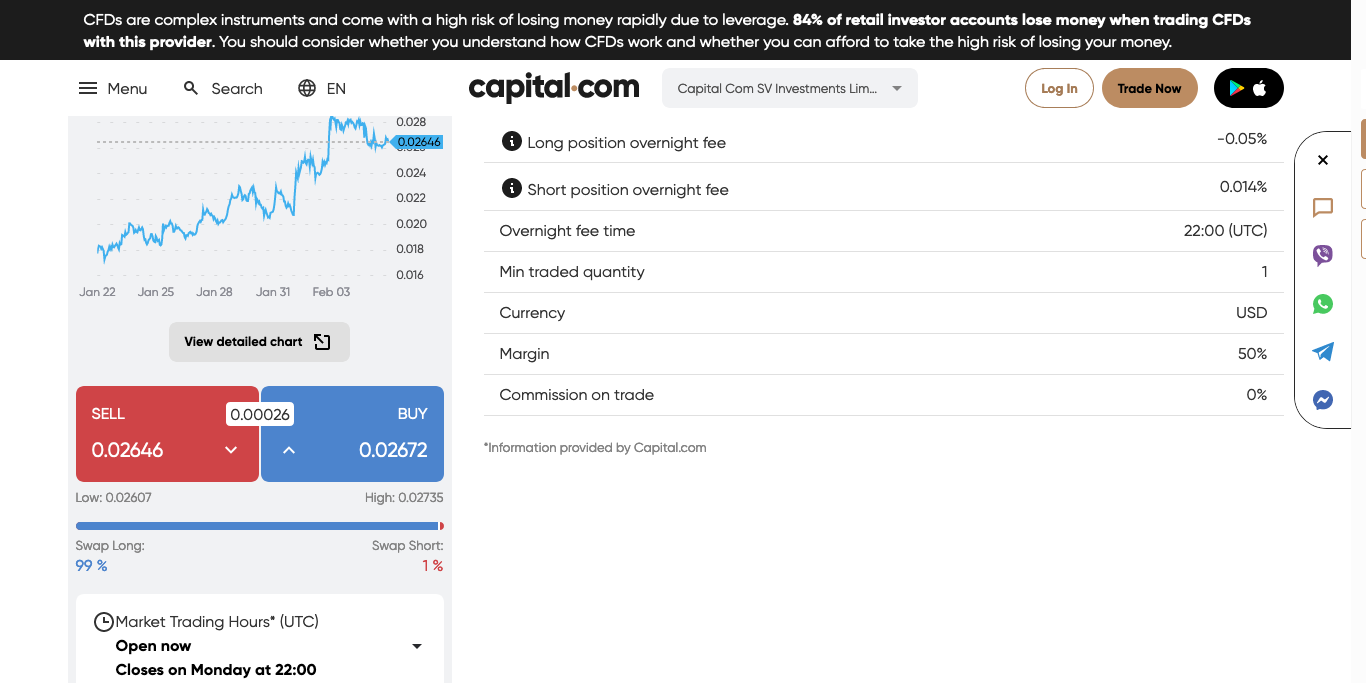 CFDs are complex instruments and come with a high risk of losing money rapidly due to leverage. 84% of retail investor accounts lose money when trading CFDs
with this provider. You should consider whether you understand how CFDs work and whether you can afford to take the high risk of losing your money.
Menu
Search
EN
capital.com
Capital Com SV Investments Lim...
Log In
Trade Now
0.028
0.02646
0.024
0.022
0.020
0.018
0.016
Jan 22 Jan 25 Jan 28 Jan 31 Feb 03
View detailed chart
SELL
0.02646
0.00026
BUY
0.02672
Low: 0.02607
High: 0.02735
Swap Long:
Swap Short:
99 %
1 %
Market Trading Hours* (UTC)
Open now
Closes on Monday at 22:00
Long position overnight fee -0.05%
Short position overnight fee 0.014%
Overnight fee time 22:00 (UTC)
Min traded quantity 1
Currency USD
Margin 50%
Commission on trade 0%
*Information provided by Capital.com